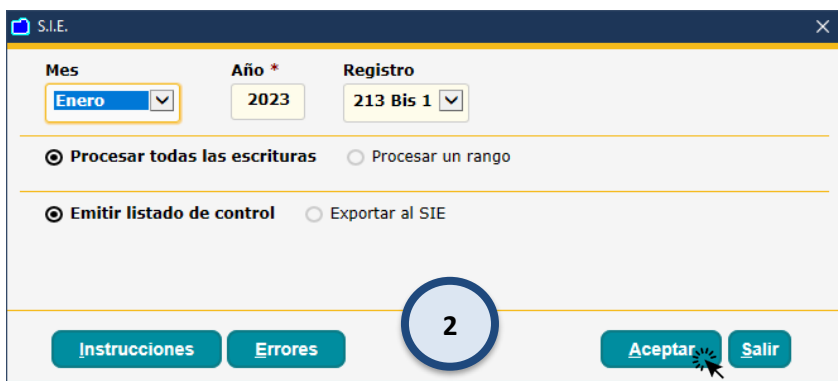 S.I.E.
Mes Año * Registro
Enero 2023 213 Bis 1
Procesar todas las escrituras Procesar un rango
Emitir listado de control Exportar al SIE
2
Instrucciones Errores Aceptar Salir